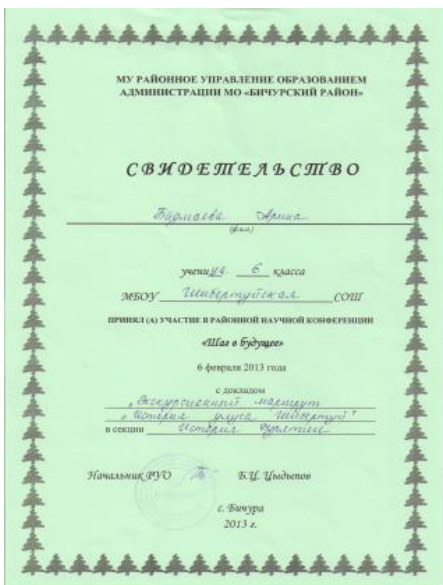 МУ РАЙОННОЕ УПРАВЛЕНИЕ ОБРАЗОВАНИЕМ
АДМИНИСТРАЦИИ МО «БИЧУРСКИЙ РАЙОН»
СВИДЕТЕЛЬСТВО
Бадмаева Арина
(фио)
ученица 6 класса
МБОУ Шибертуйская СОШ
ПРИНЯЛ (А) УЧАСТИЕ В РАЙОННОЙ НАУЧНОЙ КОНФЕРЕНЦИИ
«Шаг в будущее»
6 февраля 2013 года
с докладом
„Экскурсионный маршрут
„История улуса Шибертуй"
в секции История Бурятии
Начальник РУО Б.Ц. Цыдыпов
с. Бичура
2013 г.